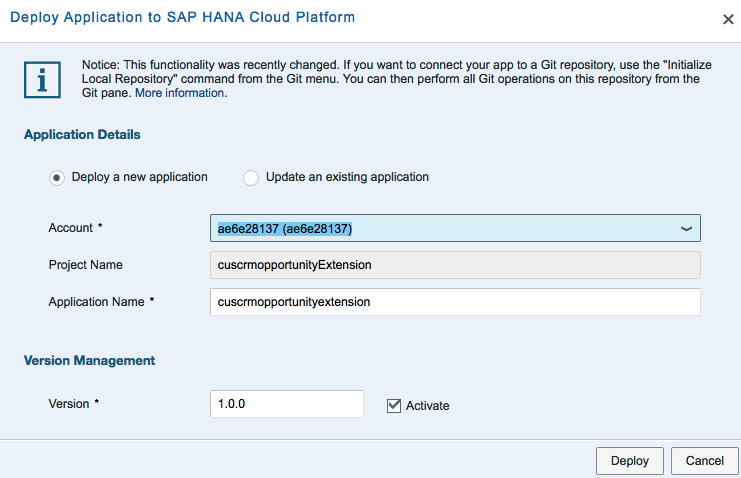 Deploy Application to SAP HANA Cloud Platform
Notice: This functionality was recently changed. If you want to connect your app to a Git repository, use the "Initialize
Local Repository" command from the Git menu. You can then perform all Git operations on this repository from the
Git pane. More information.
Application Details
Deploy a new application
Update an existing application
Account *
ae6e28137 (ae6e28137)
Project Name
cuscrmopportunityExtension
Application Name *
cuscrmopportunityextension
Version Management
Version *
1.0.0
Activate
Deploy
Cancel